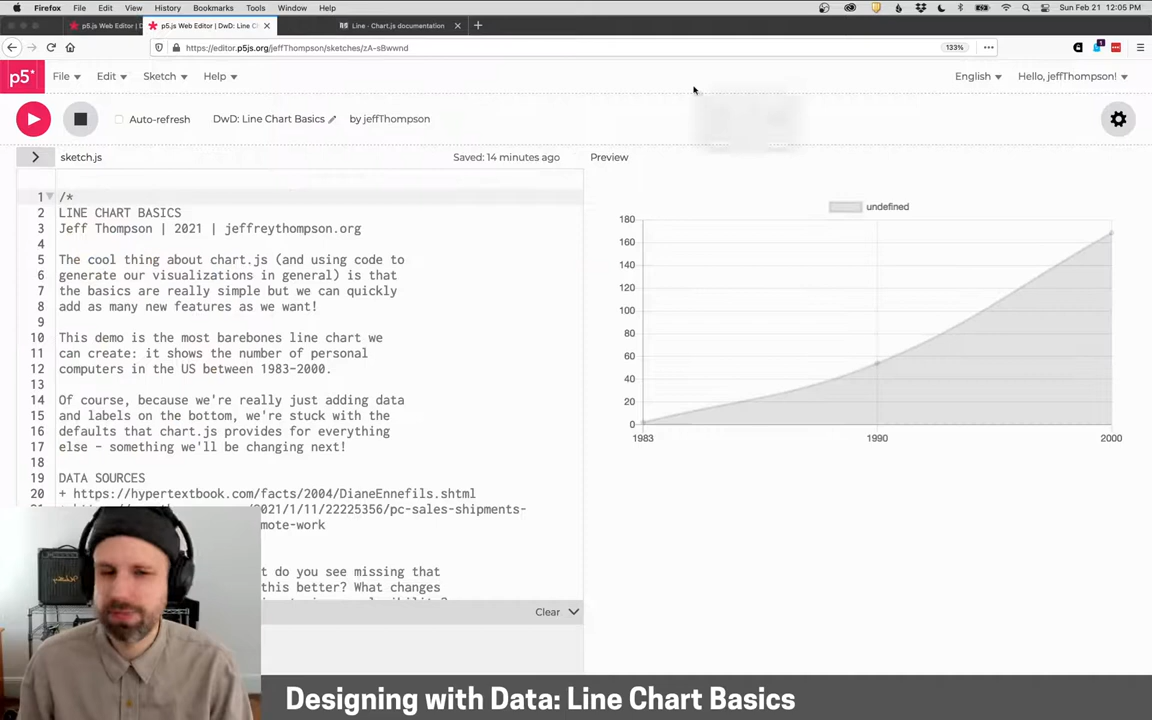 Firefox File Edit View History Bookmarks Tools Window Help Sun Feb 21 12:05 PM
p5.js Web Editor | D p5.js Web Editor | DwD: Line C Line · Chart.js documentation
https://editor.p5js.org/jeffThompson/sketches/zA-sBwwnd 133%
p5* File Edit Sketch Help English Hello, jeffThompson!
Auto-refresh DwD: Line Chart Basics by jeffThompson
sketch.js Saved: 14 minutes ago Preview
1 /*
2 LINE CHART BASICS
3 Jeff Thompson | 2021 | jeffreythompson.org
4
5 The cool thing about chart.js (and using code to
6 generate our visualizations in general) is that
7 the basics are really simple but we can quickly
8 add as many new features as we want!
9
10 This demo is the most barebones line chart we
11 can create: it shows the number of personal
12 computers in the US between 1983-2000.
13
14 Of course, because we're really just adding data
15 and labels on the bottom, we're stuck with the
16 defaults that chart.js provides for everything
17 else - something we'll be changing next!
18
19 DATA SOURCES
20 + https://hypertextbook.com/facts/2004/DianeEnnefils.shtml
/2021/1/11/22225356/pc-sales-shipments-
mote-work
t do you see missing that
this better? What changes
Clear
undefined
180
160
140
120
100
80
60
40
20
0
1983 1990 2000
Designing with Data: Line Chart Basics